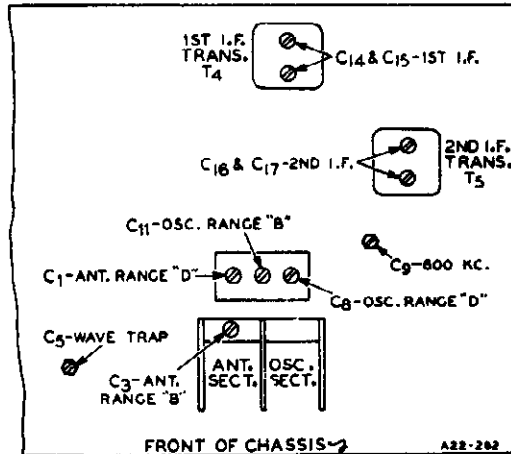 1ST I.F.
TRANS.
T4
C14 & C15-1ST I.F.
C16 & C17-2ND I.F.
2ND I.F.
TRANS.
T5
C11-OSC. RANGE "B"
C1-ANT. RANGE "D"
C9-600 KC.
C8-OSC. RANGE "D"
C5-WAVE TRAP
C3-ANT.
RANGE "B"
ANT.
SECT.
OSC.
SECT.
FRONT OF CHASSIS
A22-262